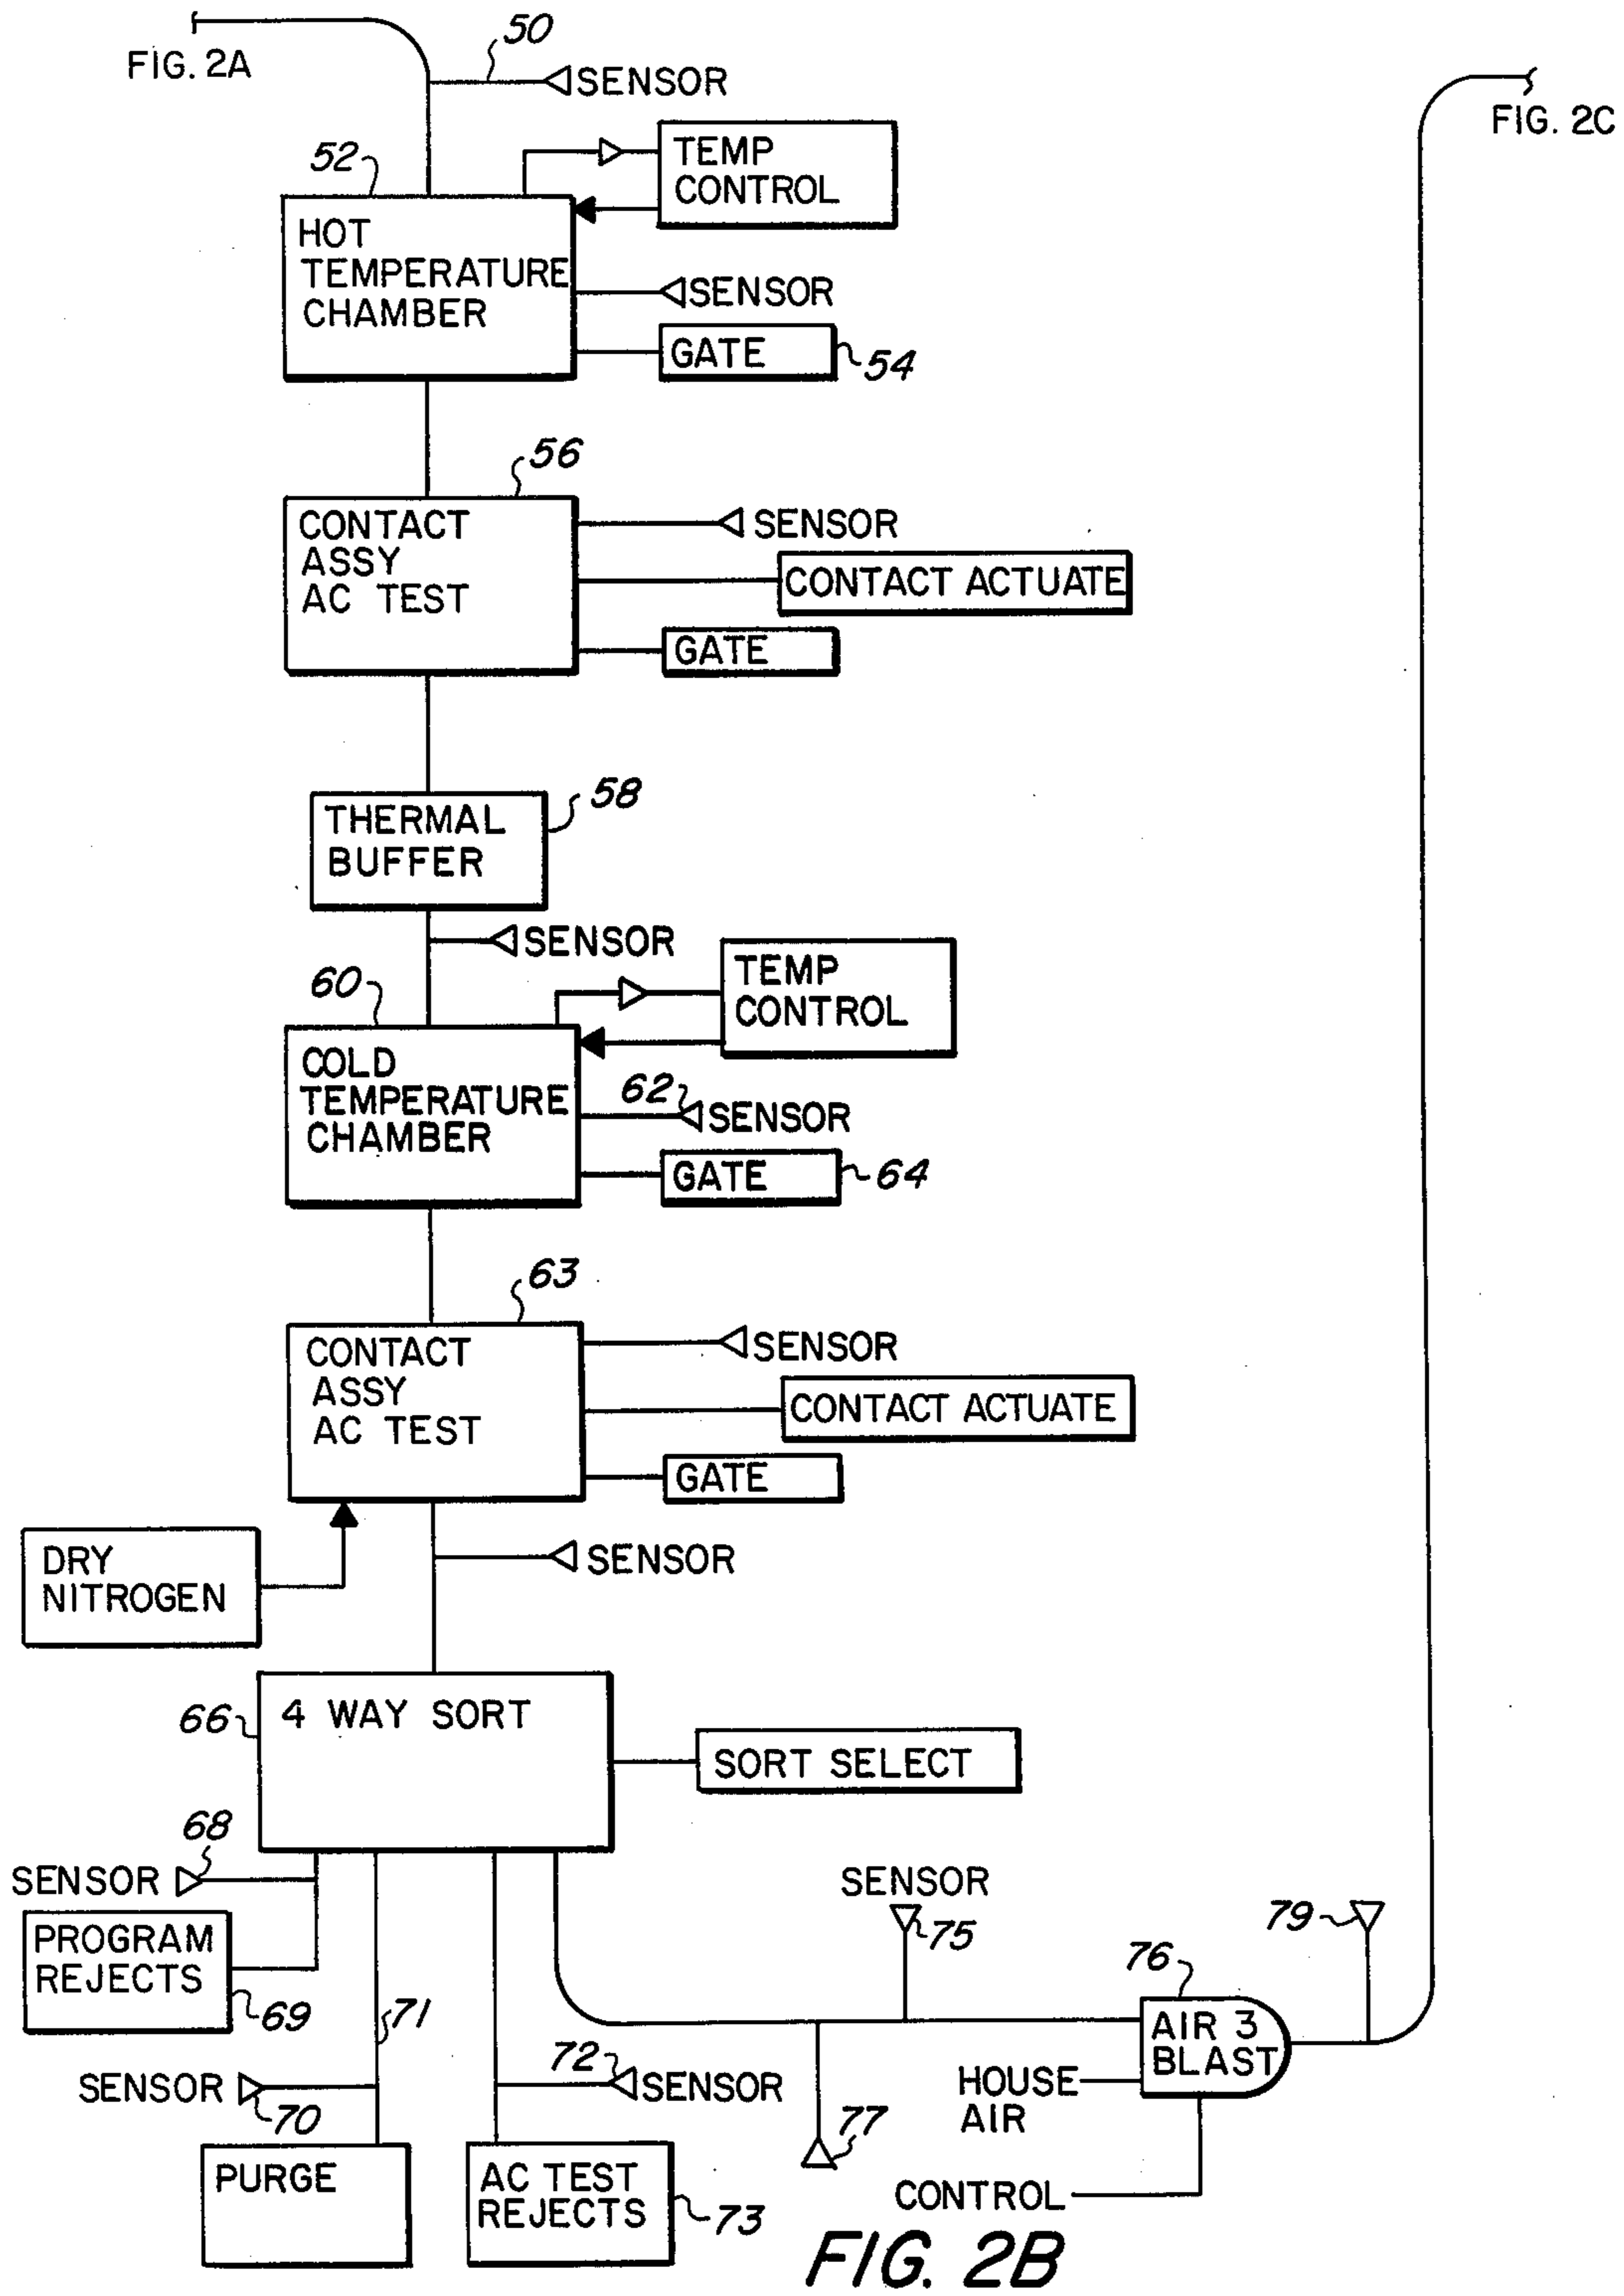 50
FIG. 2A
SENSOR
FIG. 2C
52
TEMP
CONTROL
HOT
TEMPERATURE
CHAMBER
SENSOR
GATE
54
56
CONTACT
ASSY
AC TEST
SENSOR
CONTACT ACTUATE
GATE
THERMAL
BUFFER
58
SENSOR
60
TEMP
CONTROL
COLD
TEMPERATURE
CHAMBER
62
SENSOR
GATE
64
63
CONTACT
ASSY
AC TEST
SENSOR
CONTACT ACTUATE
GATE
DRY
NITROGEN
SENSOR
66
4 WAY SORT
SORT SELECT
68
SENSOR
PROGRAM
REJECTS
69
71
SENSOR
70
PURGE
72
SENSOR
AC TEST
REJECTS
73
SENSOR
75
77
79
76
AIR 3
BLAST
HOUSE
AIR
CONTROL
FIG. 2B